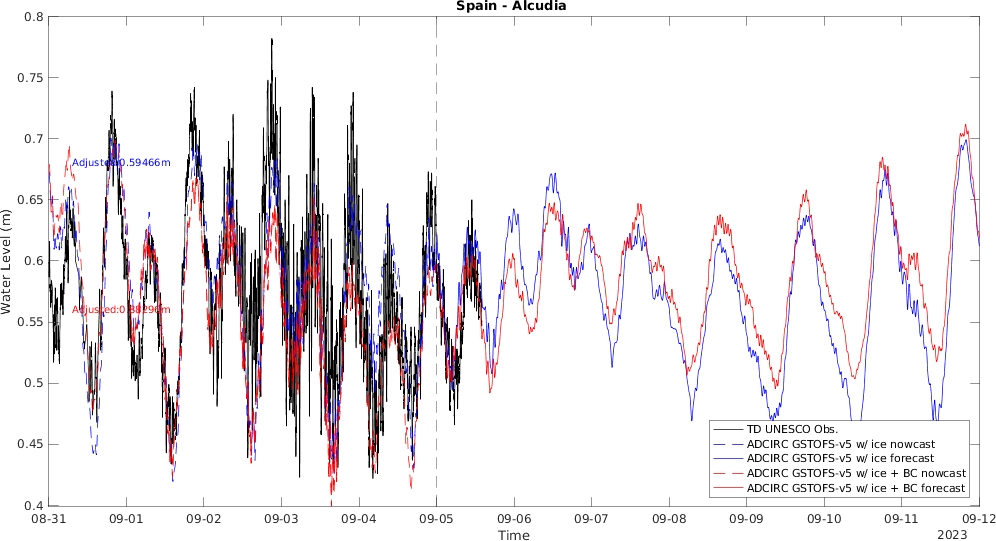 Spain - Alcudia
0.8
0.75
0.7
0.65
0.6
0.55
0.5
0.45
0.4
Water Level (m)
Adjusted:0.59466m
TD UNESCO Obs.
ADCIRC GSTOFS-v5 w/ ice nowcast
ADCIRC GSTOFS-v5 w/ ice forecast
ADCIRC GSTOFS-v5 w/ ice + BC nowcast
ADCIRC GSTOFS-v5 w/ ice + BC forecast
08-31 09-01 09-02 09-03 09-04 09-05 09-06 09-07 09-08 09-09 09-10 09-11 09-12
Time
2023